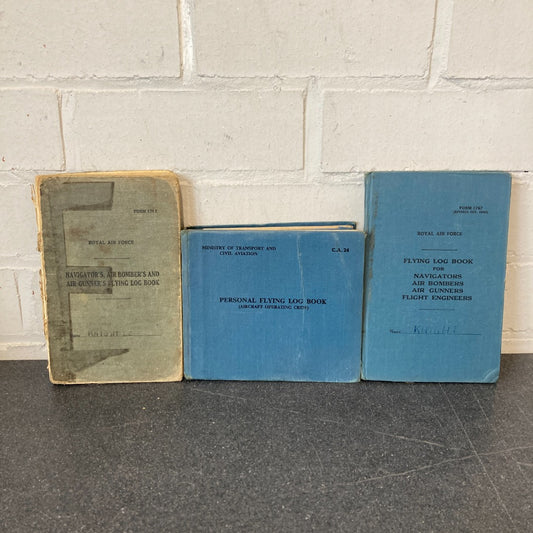 FORM 1767
ROYAL AIR FORCE
NAVIGATOR'S, AIR BOMBER'S AND
AIR GUNNER'S FLYING LOG BOOK
KNIGHT
MINISTRY OF TRANSPORT AND
CIVIL AVIATION
C.A. 24
PERSONAL FLYING LOG BOOK
(AIRCRAFT OPERATING CREW)
FORM 1767
ROYAL AIR FORCE
FLYING LOG BOOK
FOR
NAVIGATORS
AIR BOMBERS
AIR GUNNERS
FLIGHT ENGINEERS
Name Knight